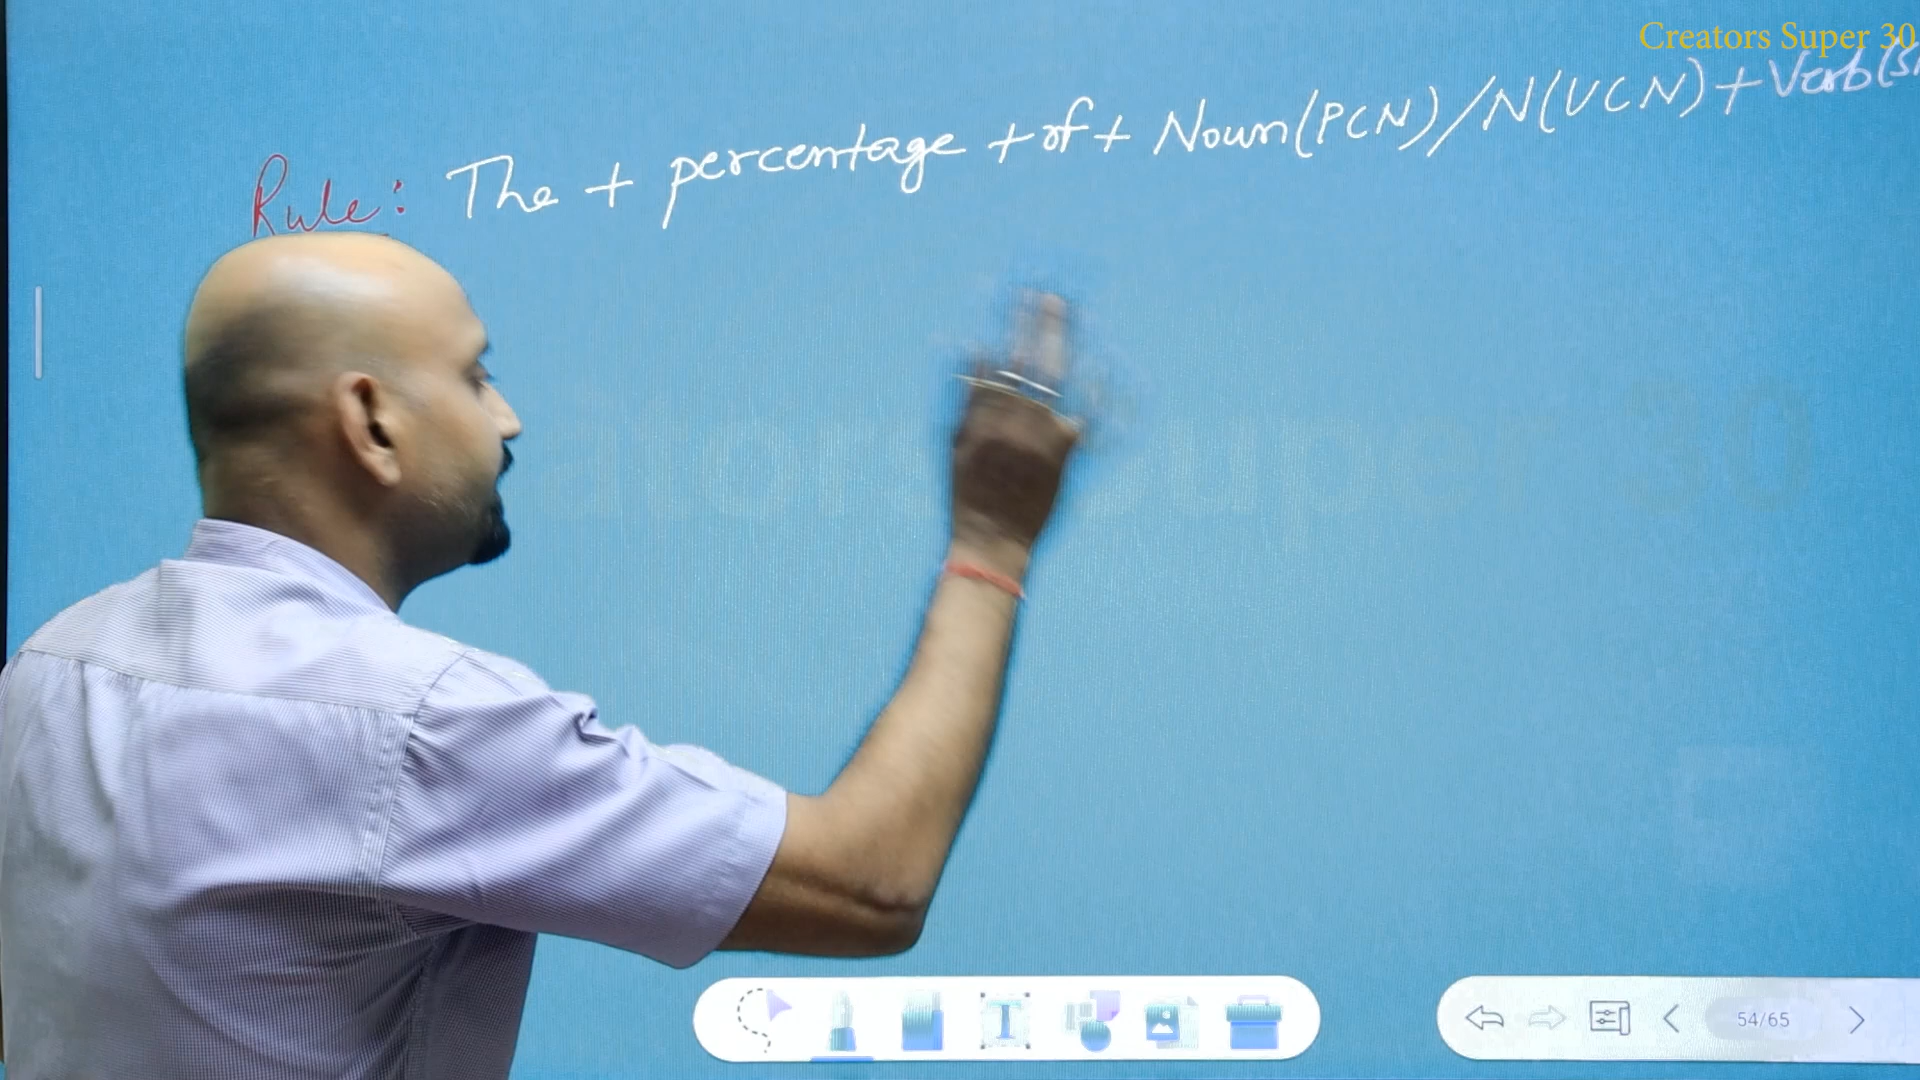 Creators Super 30
Rule: The + percentage + of + Noun(PCN)/N(UCN) + Verb(S
54/65